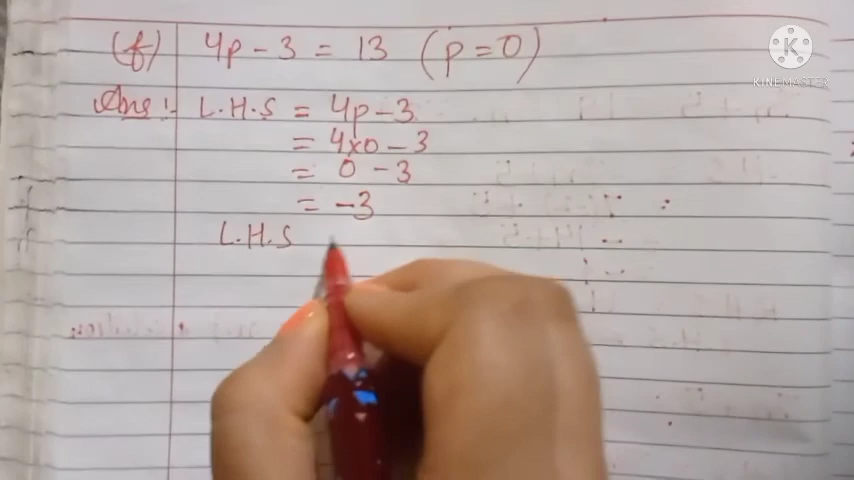 (f) 4p - 3 = 13 (p = 0)
Ans:- L.H.S = 4p - 3
= 4x0 - 3
= 0 - 3
= -3
L.H.S
K
KINEMASTER